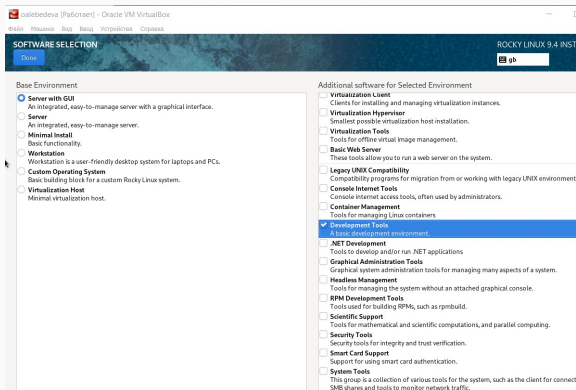 oalebedeva [Работает] - Oracle VM VirtualBox
Файл Машина Вид Ввод Устройства Справка
SOFTWARE SELECTION
ROCKY LINUX 9.4 INST
Done
gb
Base Environment
Server with GUI
An integrated, easy-to-manage server with a graphical interface.
Server
An integrated, easy-to-manage server.
Minimal Install
Basic functionality.
Workstation
Workstation is a user-friendly desktop system for laptops and PCs.
Custom Operating System
Basic building block for a custom Rocky Linux system.
Virtualization Host
Minimal virtualization host.
Additional software for Selected Environment
Virtualization Client
Clients for installing and managing virtualization instances.
Virtualization Hypervisor
Smallest possible virtualization host installation.
Virtualization Tools
Tools for offline virtual image management.
Basic Web Server
These tools allow you to run a web server on the system.
Legacy UNIX Compatibility
Compatibility programs for migration from or working with legacy UNIX environment
Console Internet Tools
Console internet access tools, often used by administrators.
Container Management
Tools for managing Linux containers
Development Tools
A basic development environment.
.NET Development
Tools to develop and/or run .NET applications
Graphical Administration Tools
Graphical system administration tools for managing many aspects of a system.
Headless Management
Tools for managing the system without an attached graphical console.
RPM Development Tools
Tools used for building RPMs, such as rpmbuild.
Scientific Support
Tools for mathematical and scientific computations, and parallel computing.
Security Tools
Security tools for integrity and trust verification.
Smart Card Support
Support for using smart card authentication.
System Tools
This group is a collection of various tools for the system, such as the client for connect
SMB shares and tools to monitor network traffic.